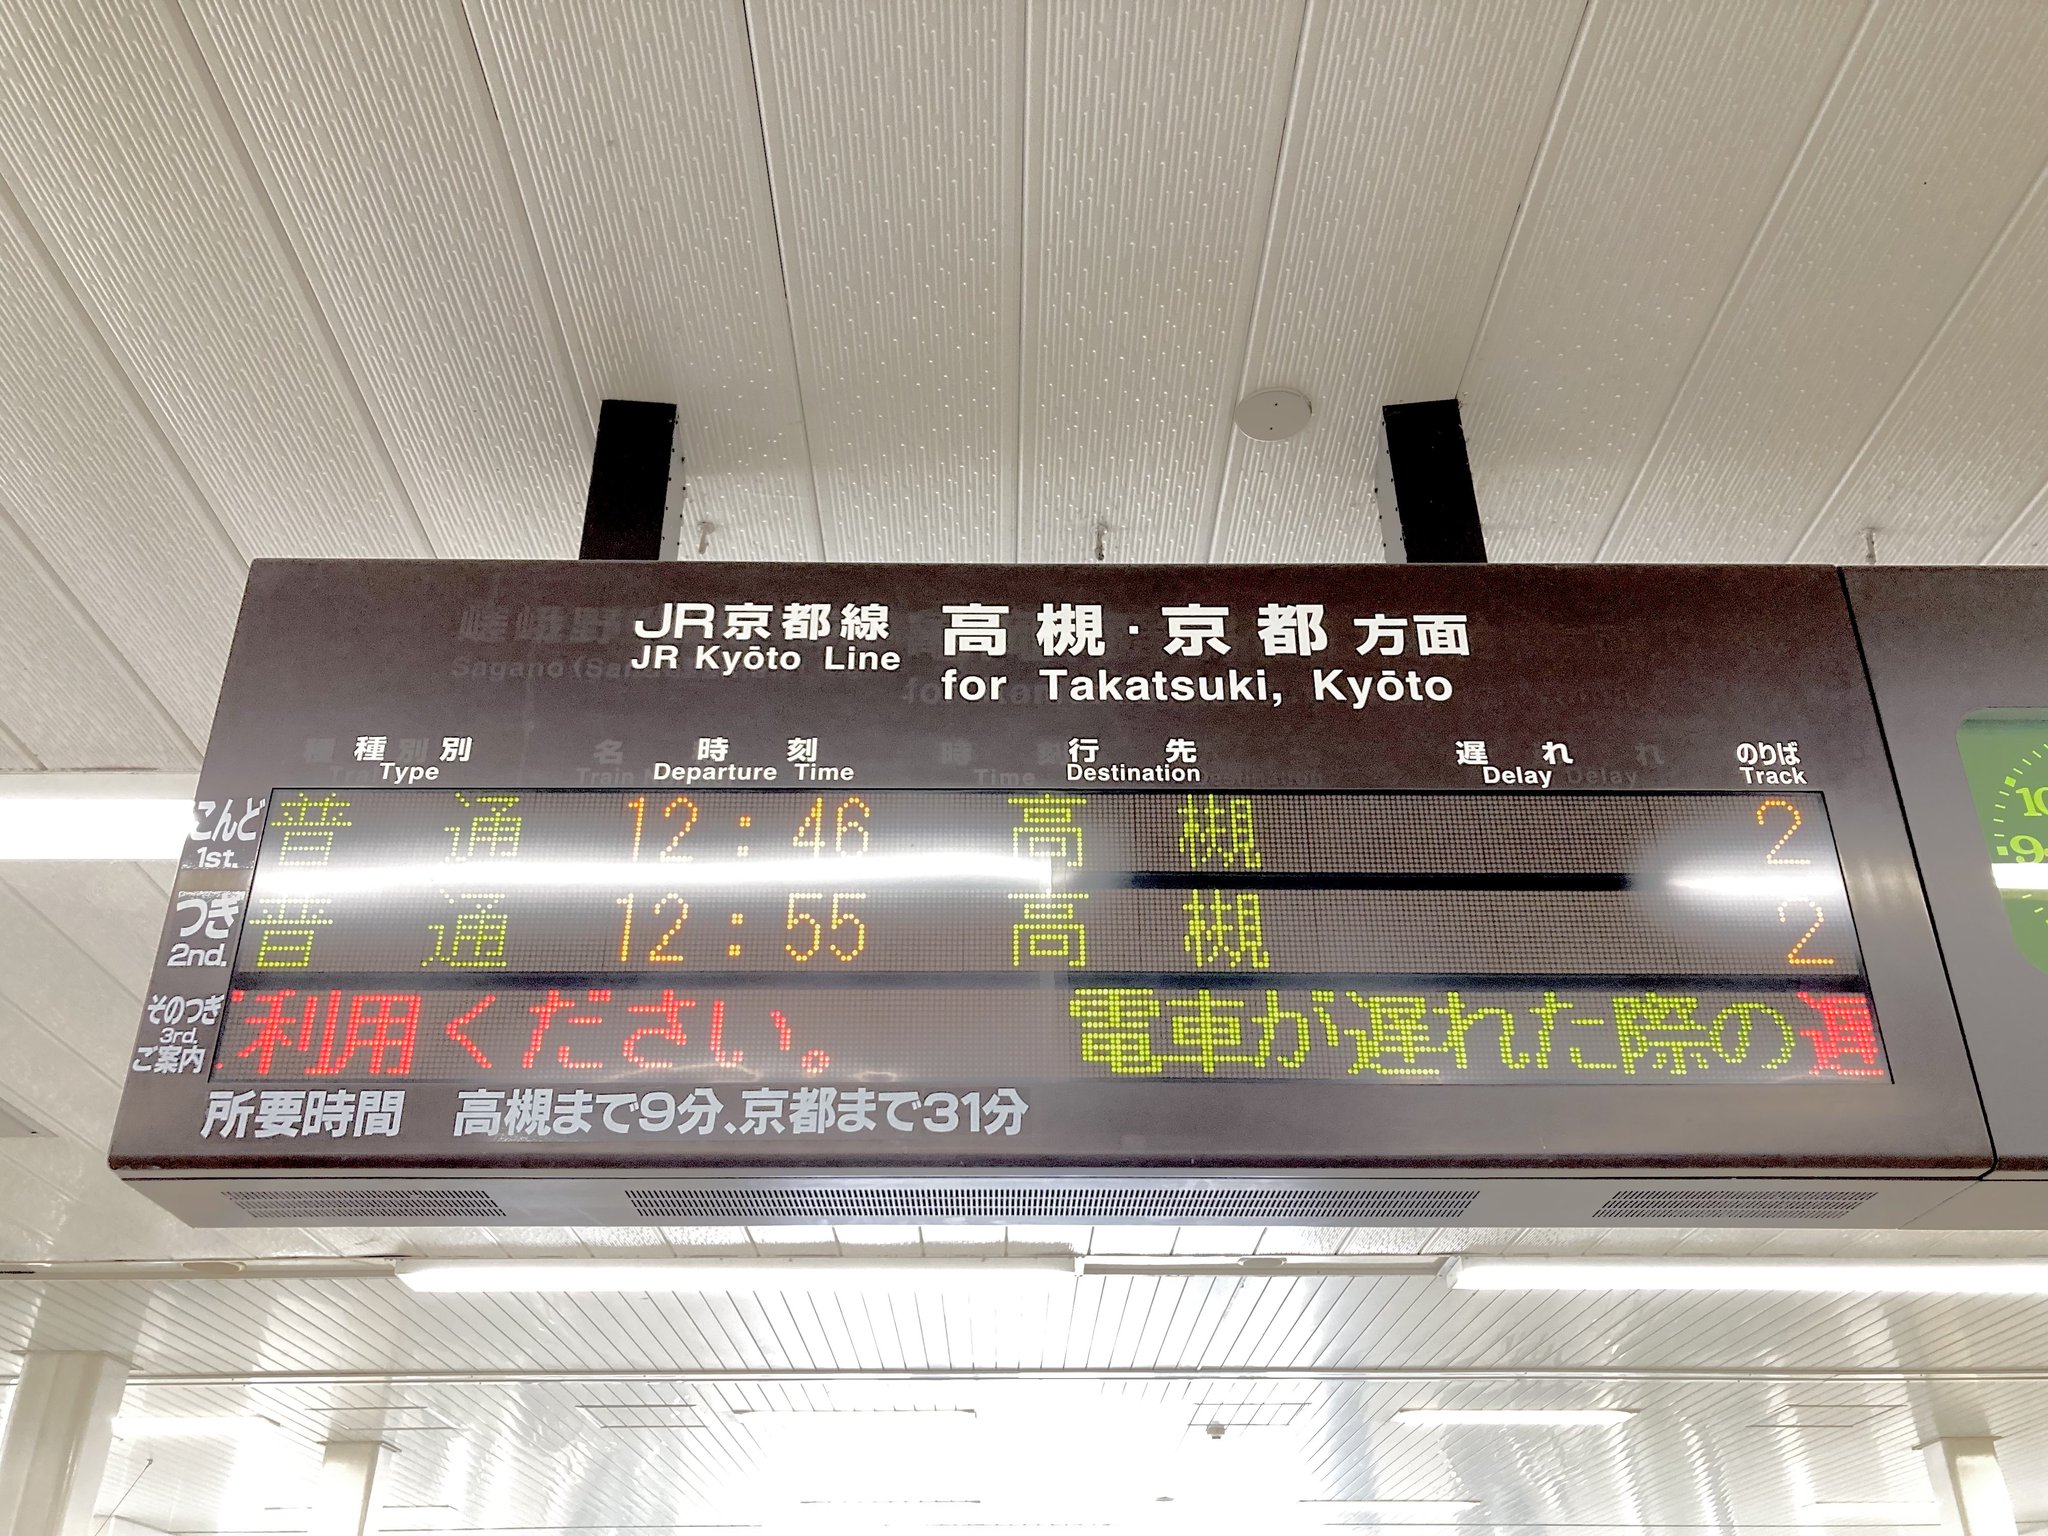 JR京都線 高槻・京都方面
JR Kyōto Line for Takatsuki, Kyōto
種別 時刻 行先 遅れ のりば
Type Departure Time Destination Delay Track
こんど 普通 12:46 高槻 2
1st.
つぎ 普通 12:55 高槻 2
2nd.
そのつぎ
3rd.
ご案内
利用ください。 電車が遅れた際の
所要時間 高槻まで9分、京都まで31分
10
9